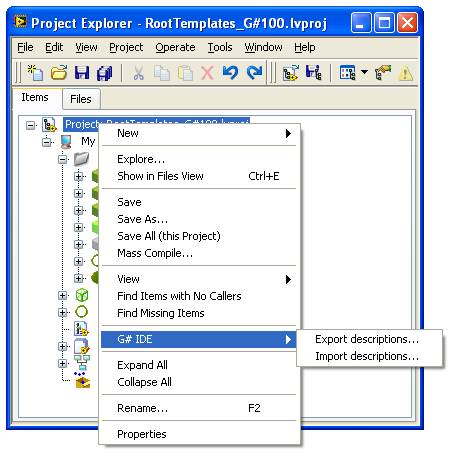 Project Explorer - RootTemplates_G#100.lvproj
File Edit View Project Operate Tools Window Help
Items Files
Project: RootTemplates_G#100.lvproj
My
New
Explore...
Show in Files View Ctrl+E
Save
Save As...
Save All (this Project)
Mass Compile...
View
Find Items with No Callers
Find Missing Items
G# IDE
Export descriptions...
Import descriptions...
Expand All
Collapse All
Rename... F2
Properties